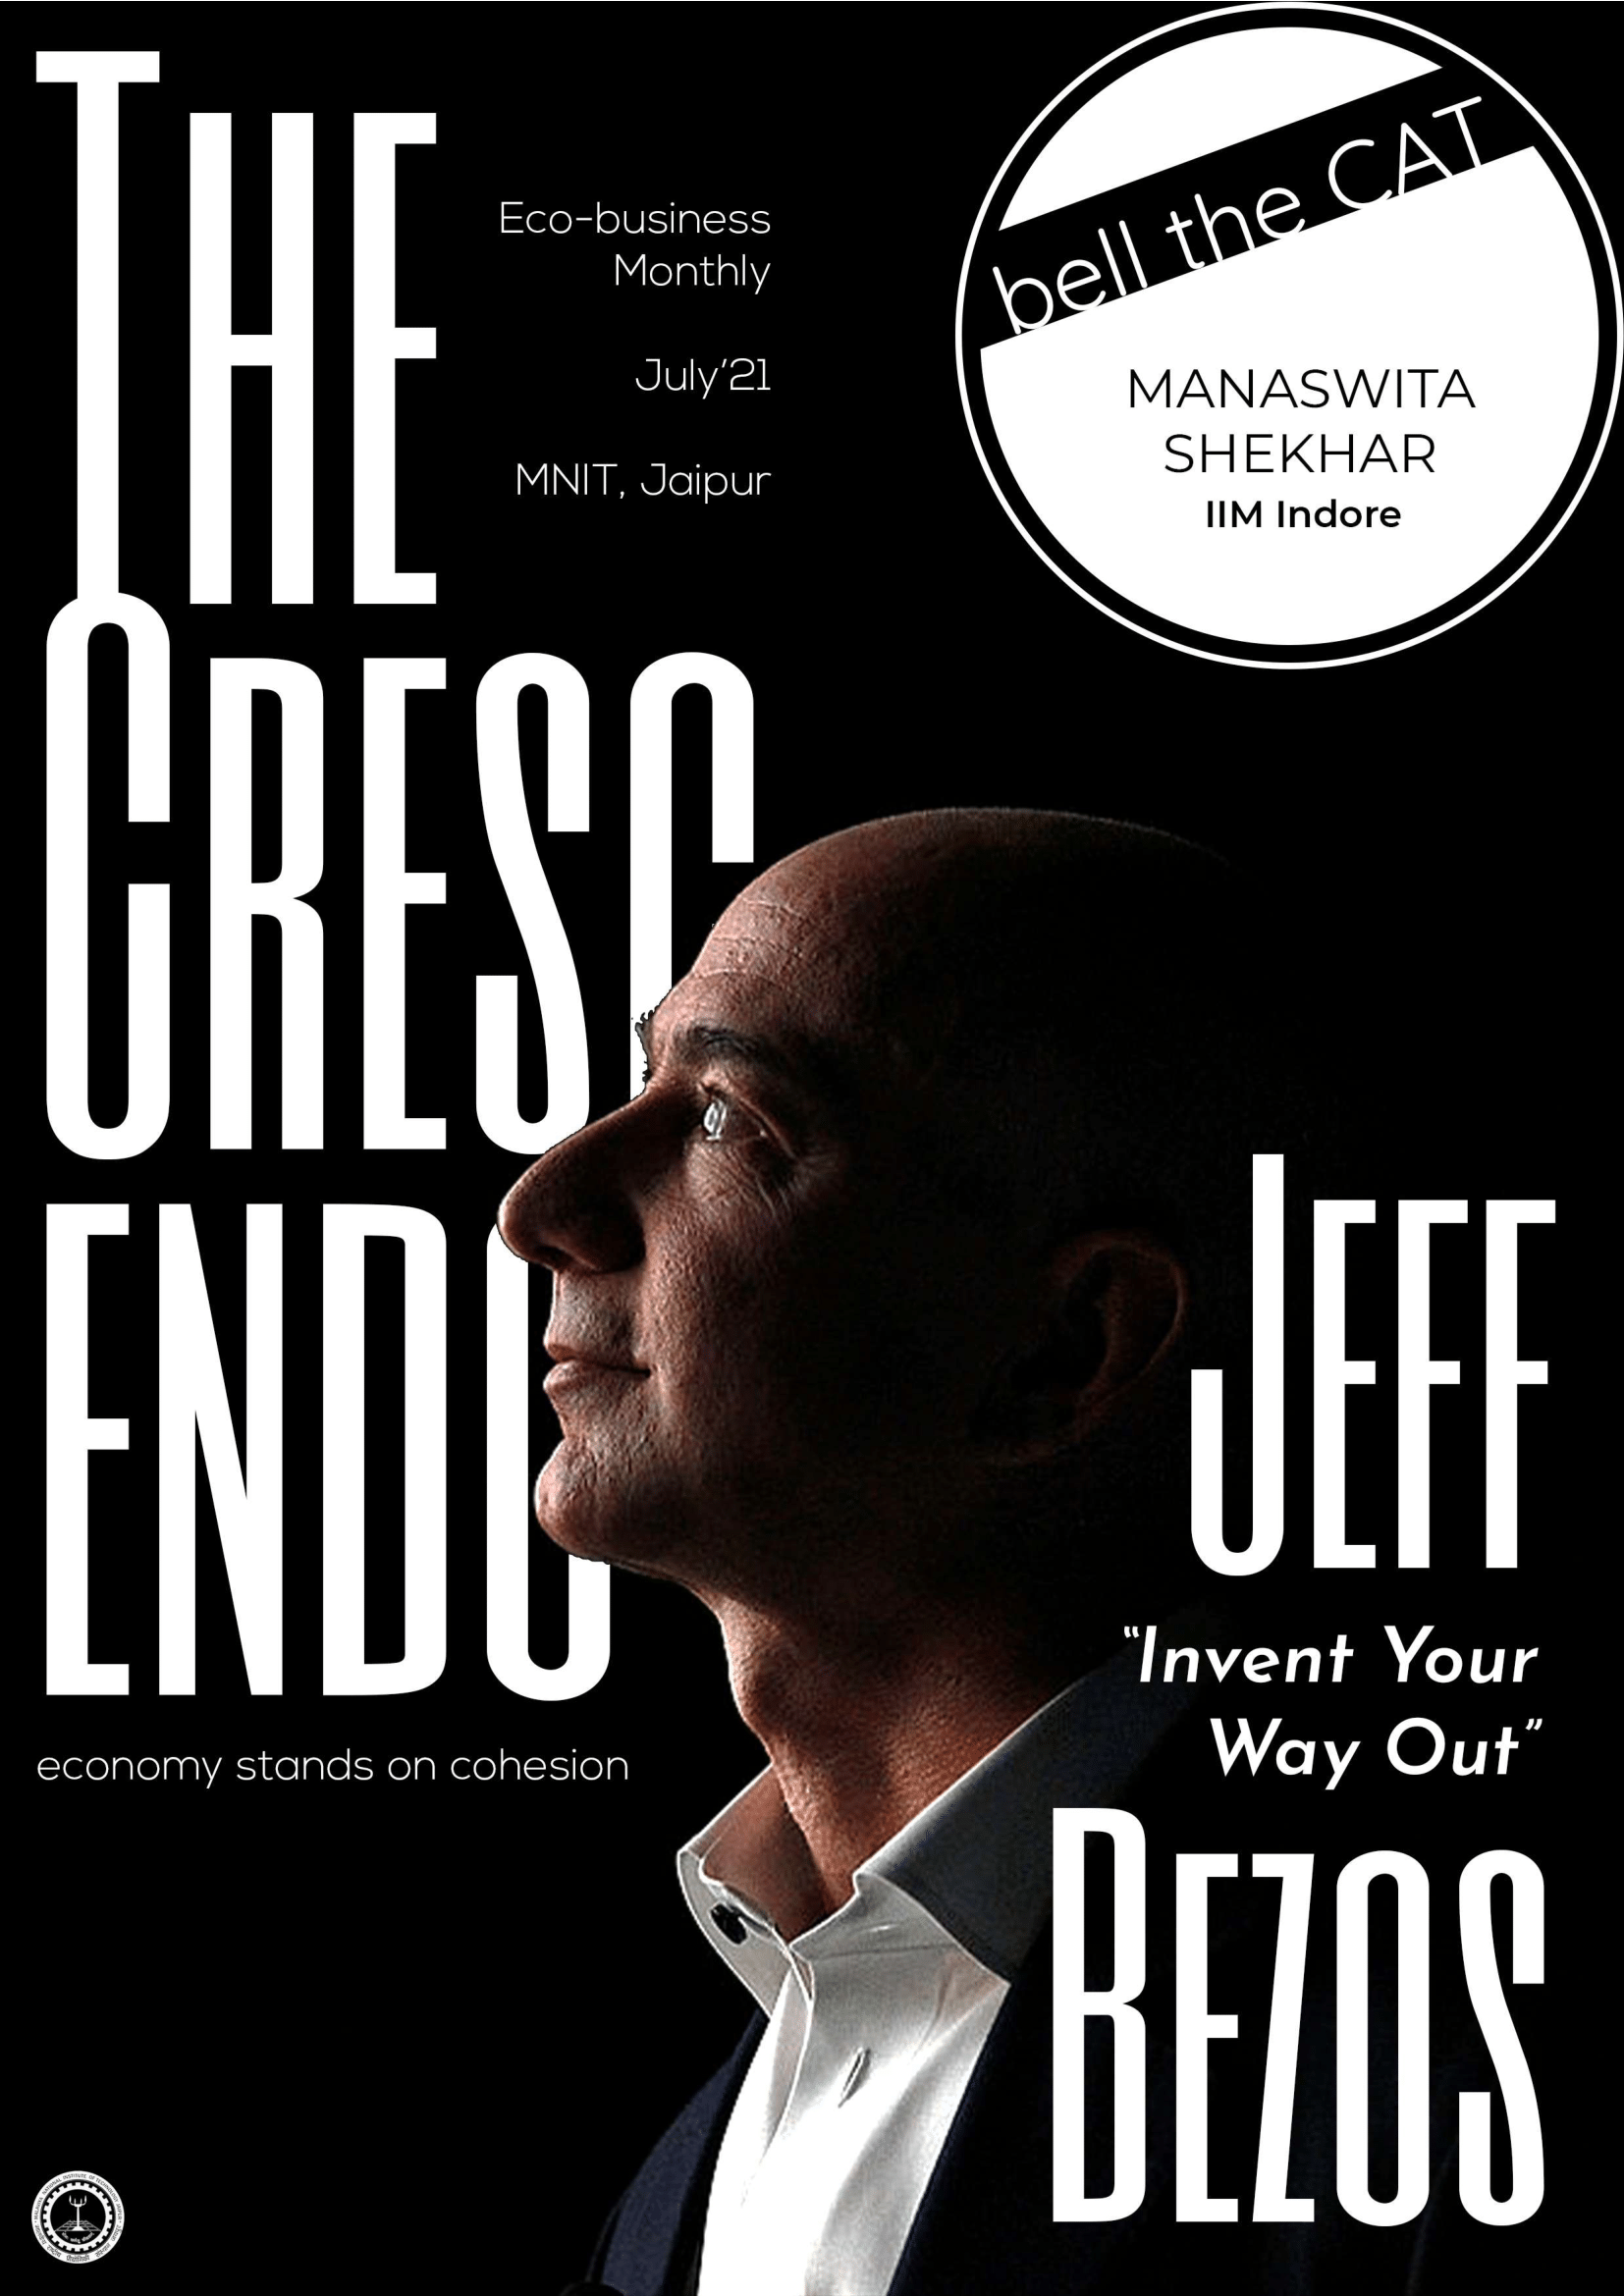 THE
CRESC
ENDO
Eco-business
Monthly
July'21
MNIT, Jaipur
bell the CAT
MANASWITA
SHEKHAR
IIM Indore
economy stands on cohesion
JEFF
“Invent Your
Way Out”
BEZOS